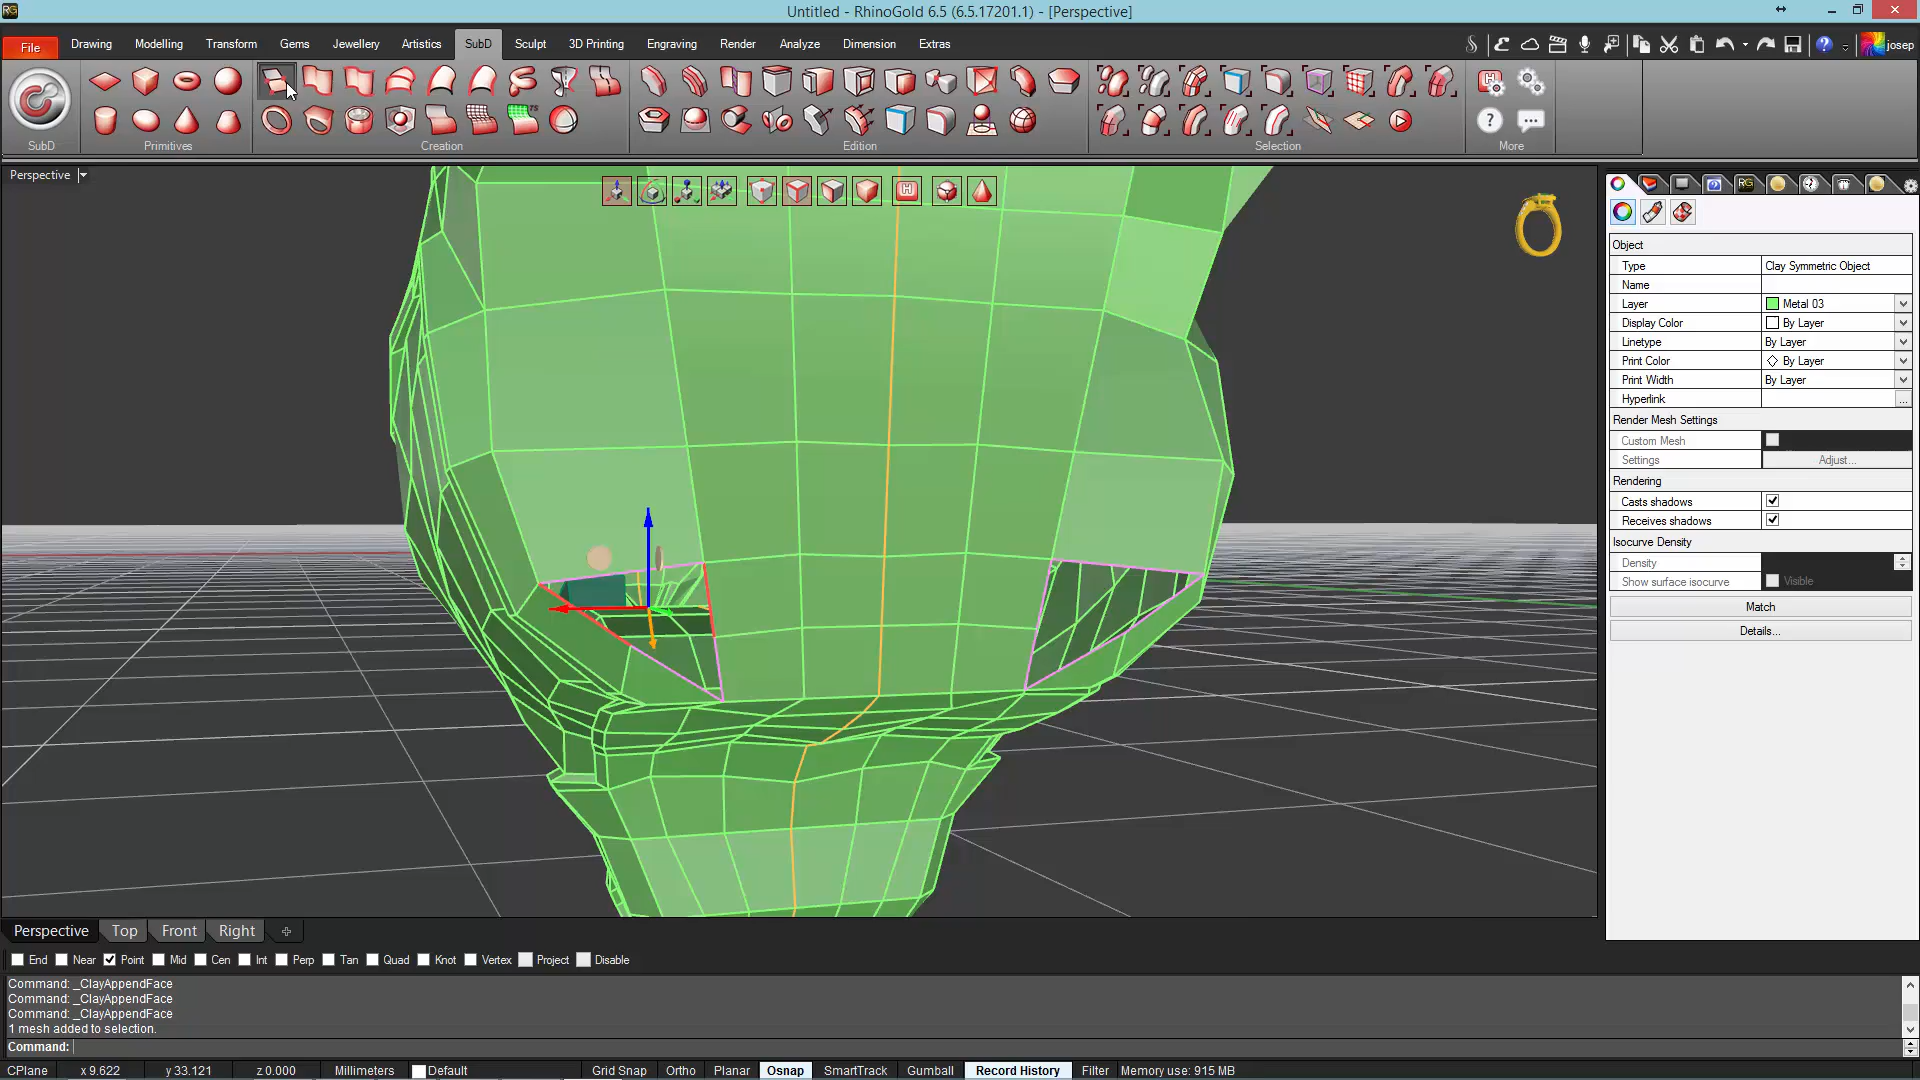 Untitled - RhinoGold 6.5 (6.5.17201.1) - [Perspective]
File Drawing Modelling Transform Gems Jewellery Artistics SubD Sculpt 3D Printing Engraving Render Analyze Dimension Extras josep
SubD Primitives Creation Edition Selection More
Perspective
Object
Type Clay Symmetric Object
Name
Layer Metal 03
Display Color By Layer
Linetype By Layer
Print Color By Layer
Print Width By Layer
Hyperlink ...
Render Mesh Settings
Custom Mesh
Settings Adjust...
Rendering
Casts shadows
Receives shadows
Isocurve Density
Density
Show surface isocurve Visible
Match
Details...
Perspective Top Front Right
End Near Point Mid Cen Int Perp Tan Quad Knot Vertex Project Disable
Command: _ClayAppendFace
Command: _ClayAppendFace
Command: _ClayAppendFace
1 mesh added to selection.
Command:
CPlane x 9.622 y 33.121 z 0.000 Millimeters Default Grid Snap Ortho Planar Osnap SmartTrack Gumball Record History Filter Memory use: 915 MB